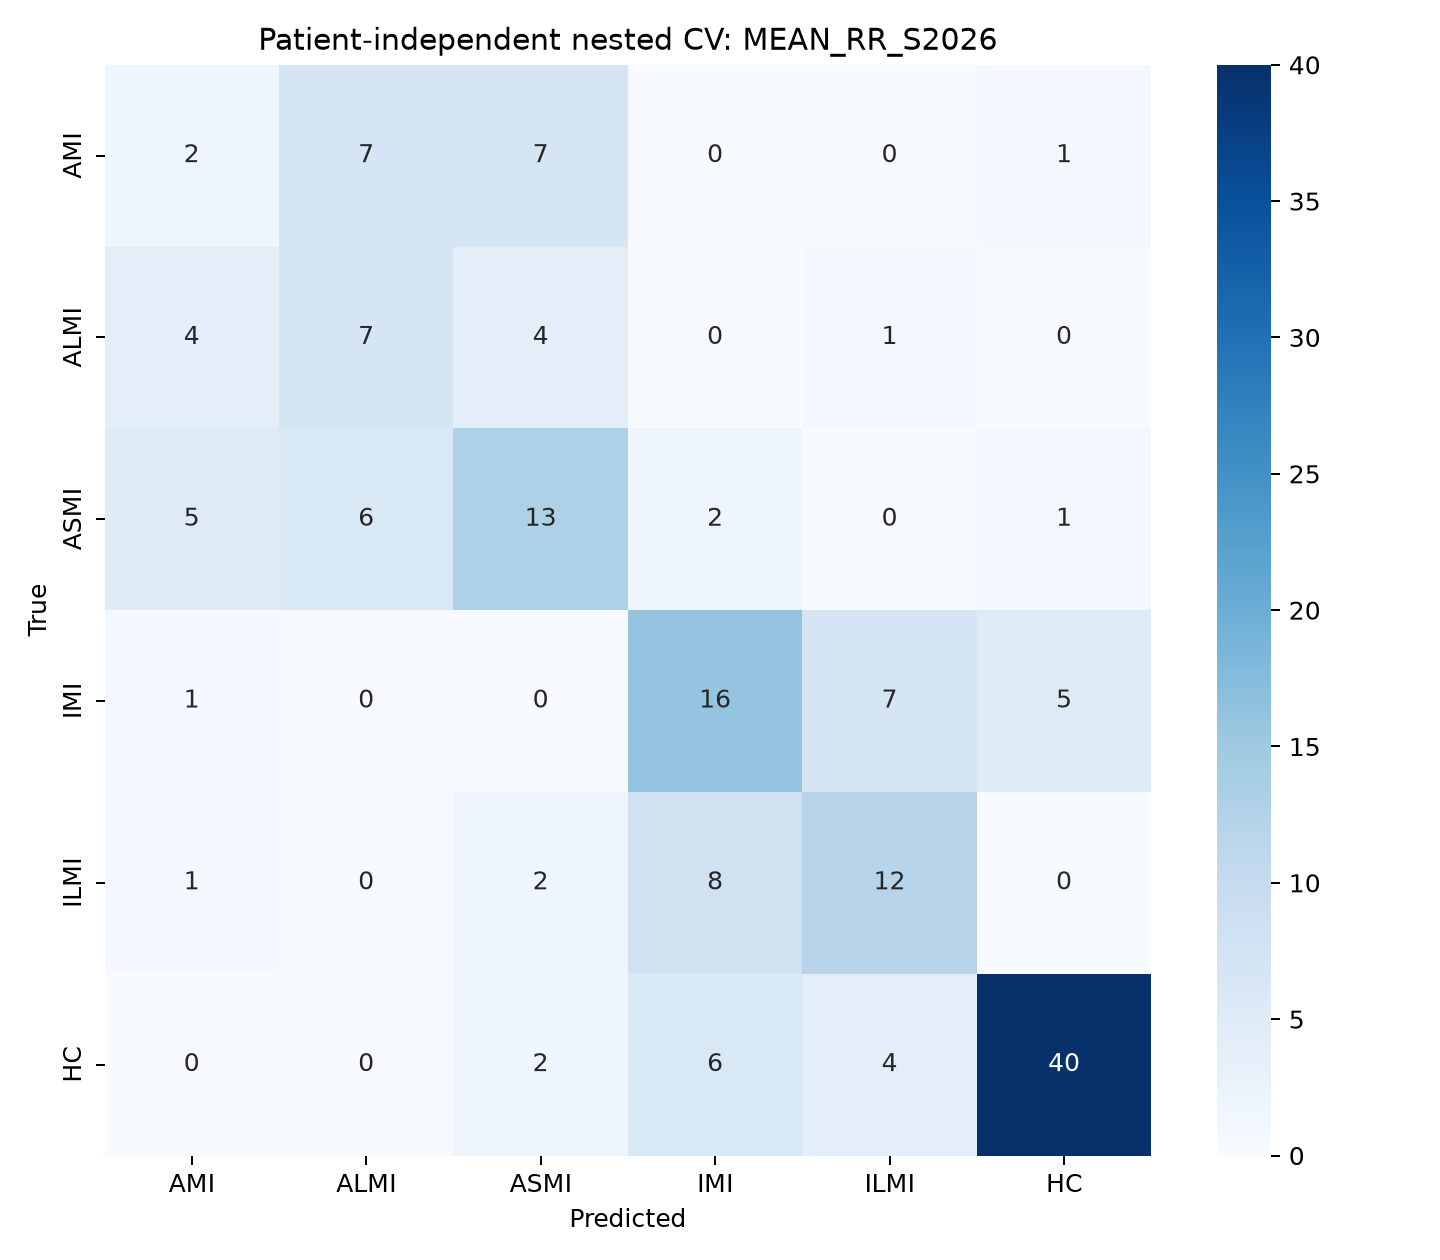 Patient-independent nested CV: MEAN_RR_S2026
True
AMI 2 7 7 0 0 1
ALMI 4 7 4 0 1 0
ASMI 5 6 13 2 0 1
IMI 1 0 0 16 7 5
ILMI 1 0 2 8 12 0
HC 0 0 2 6 4 40
AMI ALMI ASMI IMI ILMI HC
Predicted
40
35
30
25
20
15
10
5
0